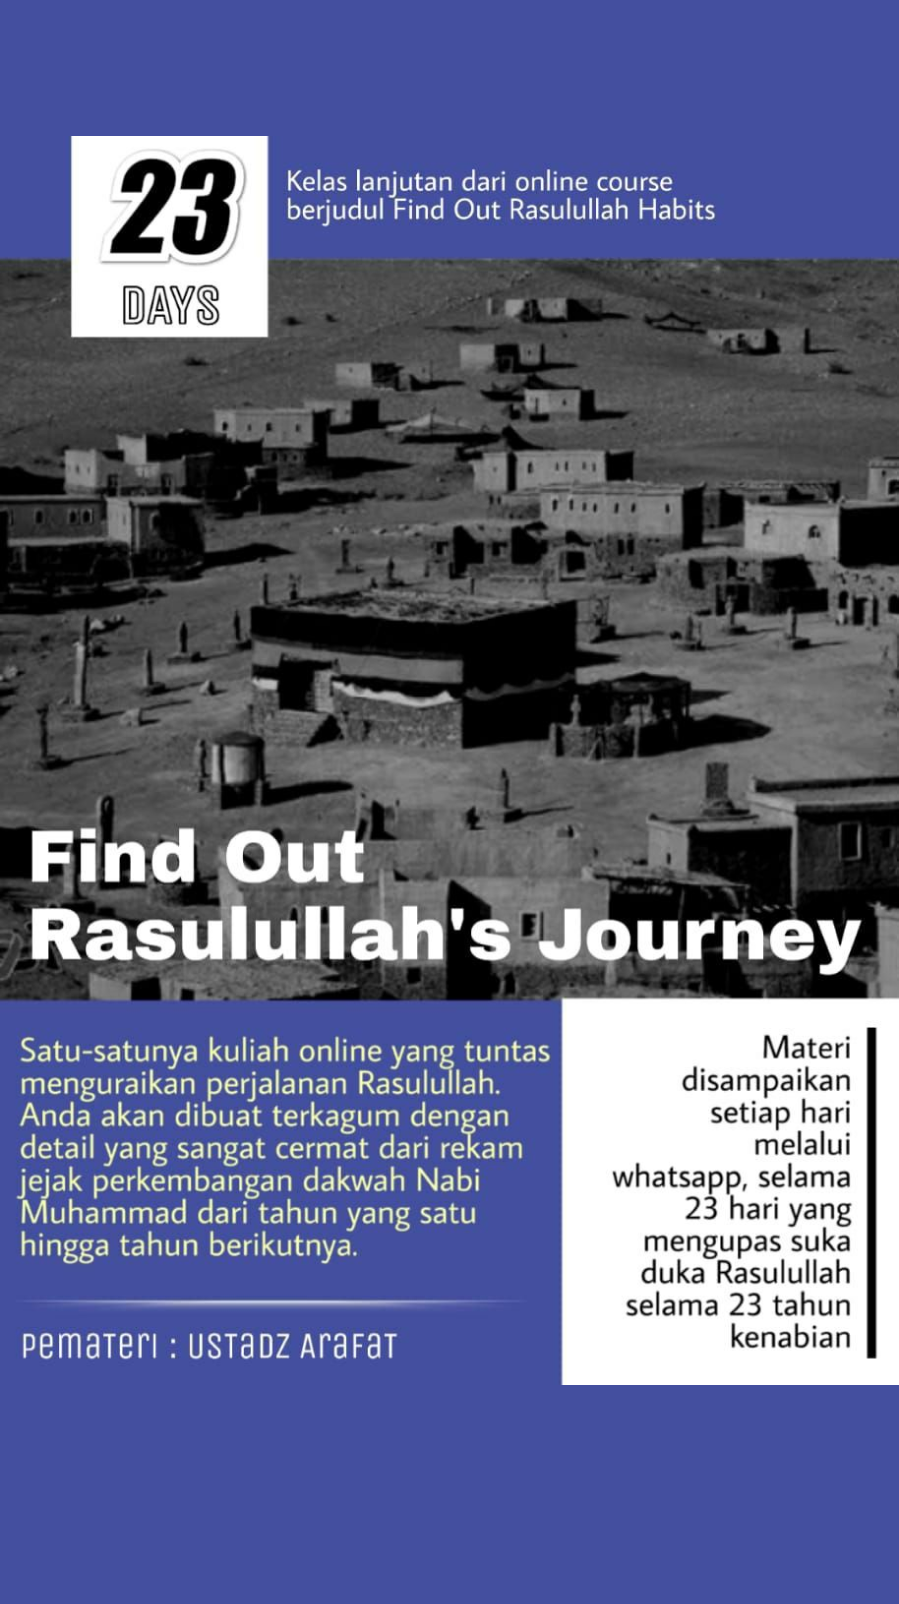 23
DAYS
Kelas lanjutan dari online course
berjudul Find Out Rasulullah Habits
Find Out
Rasulullah's Journey
Satu-satunya kuliah online yang tuntas
menguraikan perjalanan Rasulullah.
Anda akan dibuat terkagum dengan
detail yang sangat cermat dari rekam
jejak perkembangan dakwah Nabi
Muhammad dari tahun yang satu
hingga tahun berikutnya.
Pemateri : Ustadz Arafat
Materi
disampaikan
setiap hari
melalui
whatsapp, selama
23 hari yang
mengupas suka
duka Rasulullah
selama 23 tahun
kenabian